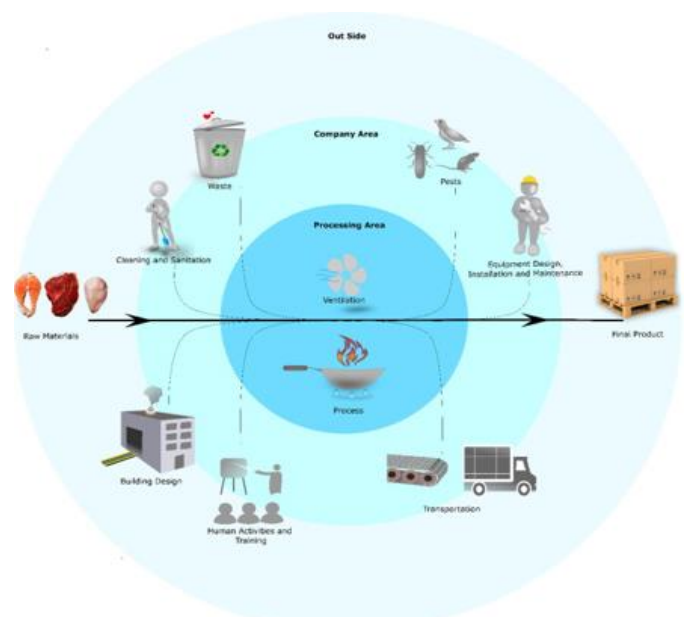 Out Side
Company Area
Waste
Pests
Processing Area
Cleaning and Sanitation
Equipment Design,
Installation and Maintenance
Ventilation
Raw Materials
Final Product
Process
Building Design
Transportation
Human Activities and
Training